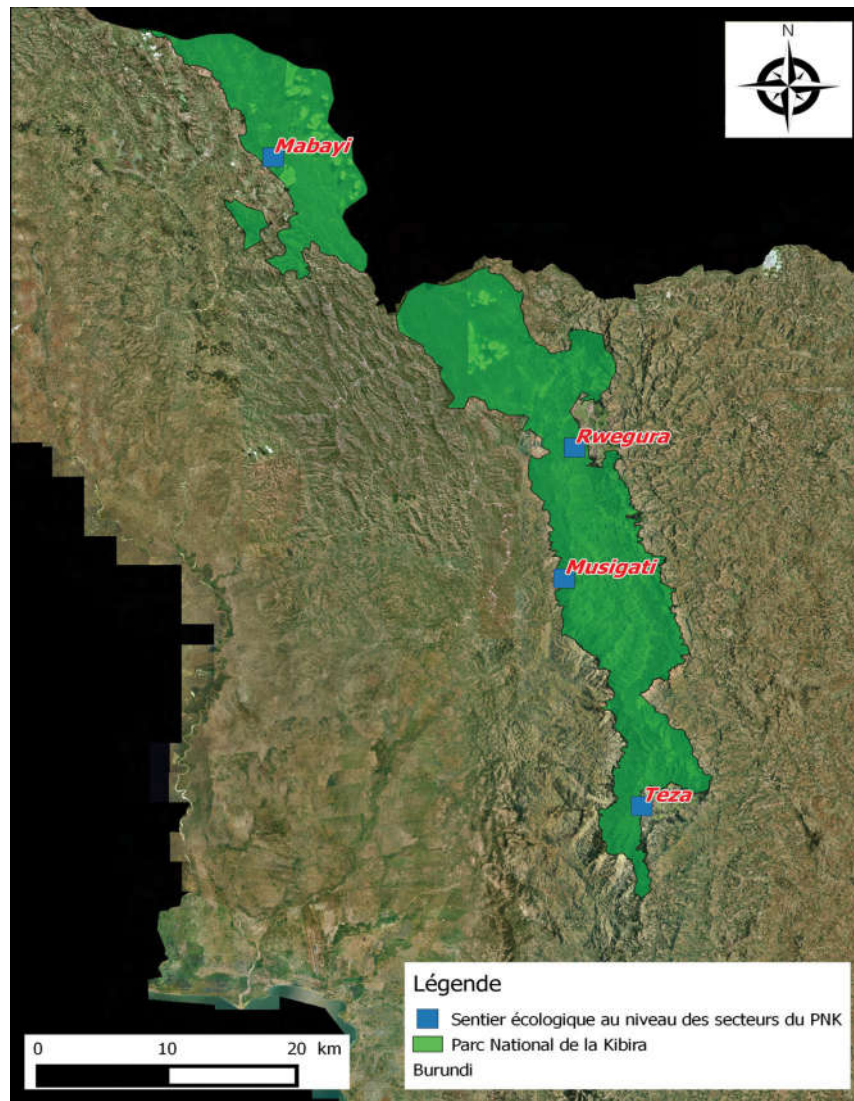 N
Mabayi
Rwegura
Musigati
Teza
Légende
Sentier écologique au niveau des secteurs du PNK
Parc National de la Kibira
Burundi
0 10 20 km